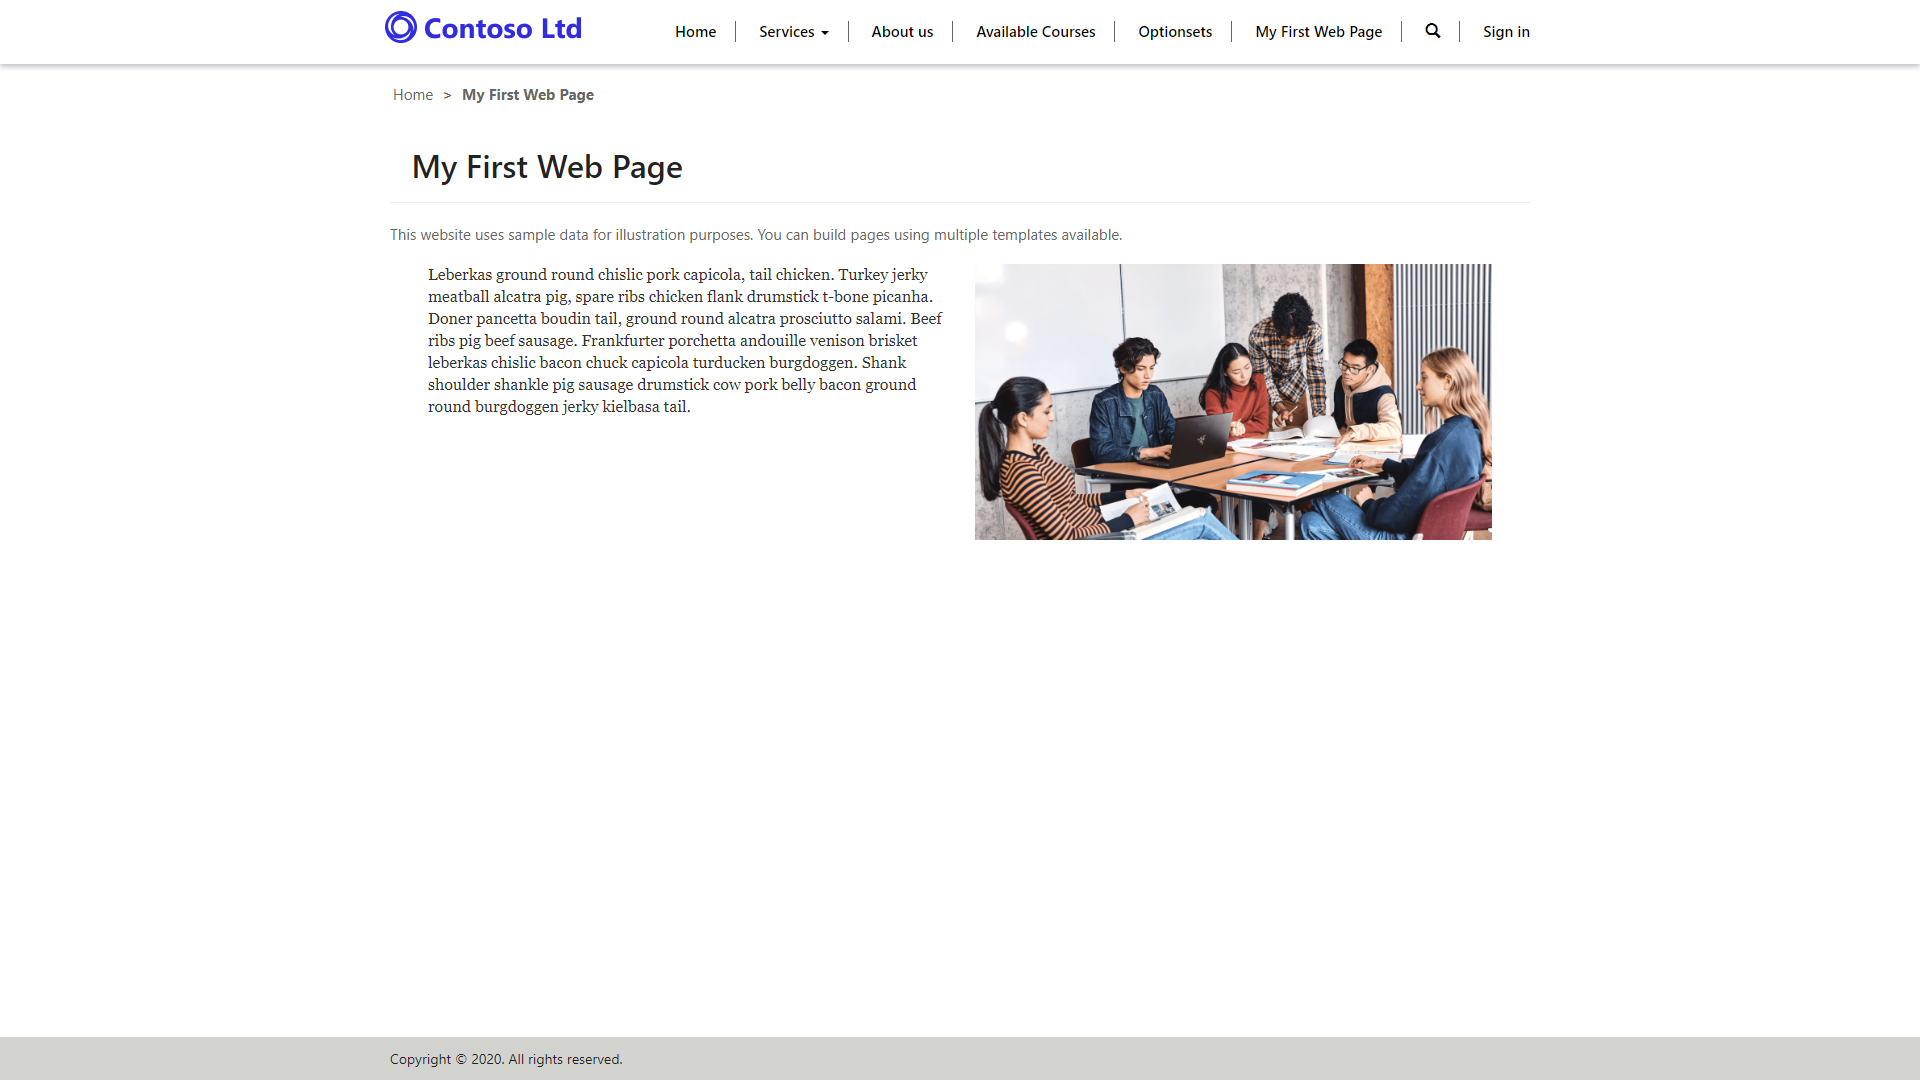 Contoso Ltd
Home
Services
About us
Available Courses
Optionsets
My First Web Page
Sign in
Home > My First Web Page
My First Web Page
This website uses sample data for illustration purposes. You can build pages using multiple templates available.
Leberkas ground round chislic pork capicola, tail chicken. Turkey jerky
meatball alcatra pig, spare ribs chicken flank drumstick t-bone picanha.
Doner pancetta boudin tail, ground round alcatra prosciutto salami. Beef
ribs pig beef sausage. Frankfurter porchetta andouille venison brisket
leberkas chislic bacon chuck capicola turducken burgdoggen. Shank
shoulder shankle pig sausage drumstick cow pork belly bacon ground
round burgdoggen jerky kielbasa tail.
Copyright © 2020. All rights reserved.